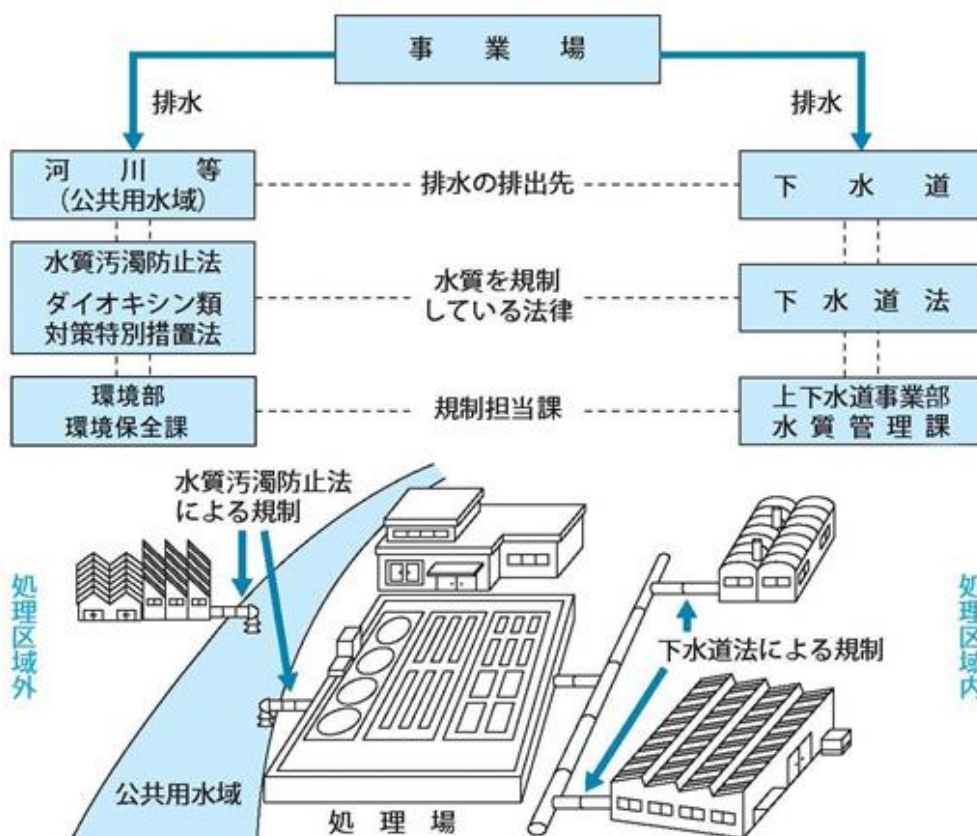 事業場
排水
排水
河川等
（公共用水域）
排水の排出先
下水道
水質汚濁防止法
ダイオキシン類
対策特別措置法
水質を規制
している法律
下水道法
環境部
環境保全課
規制担当課
上下水道事業部
水質管理課
水質汚濁防止法
による規制
処理区域外
処理区域内
下水道法による規制
公共用水域
処理場